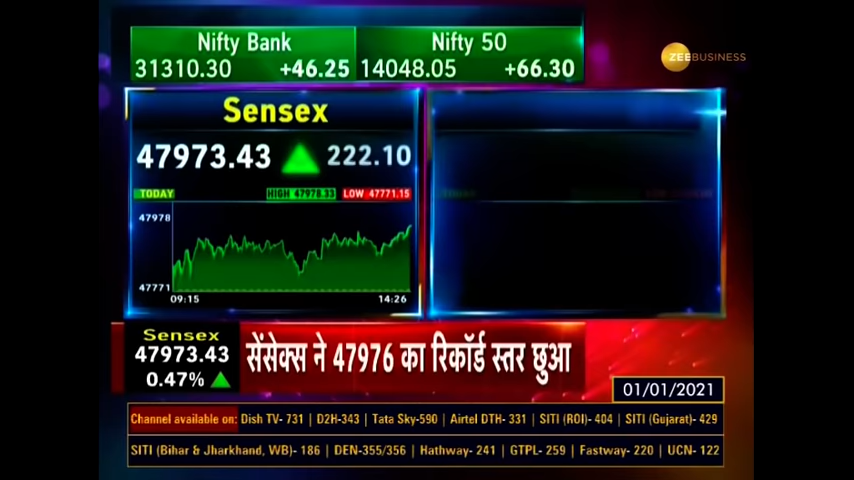 Nifty Bank
31310.30 +46.25
Nifty 50
14048.05 +66.30
ZEEBUSINESS
Sensex
47973.43 222.10
TODAY HIGH 47978.33 LOW 47771.15
47978
47771
09:15 14:26
Sensex
47973.43
0.47%
सेंसेक्स ने 47976 का रिकॉर्ड स्तर छुआ
01/01/2021
Channel available on: Dish TV- 731 | D2H-343 | Tata Sky-590 | Airtel DTH- 331 | SITI (ROI)- 404 | SITI (Gujarat)- 429
SITI (Bihar & Jharkhand, WB)- 186 | DEN-355/356 | Hathway- 241 | GTPL- 259 | Fastway- 220 | UCN- 122